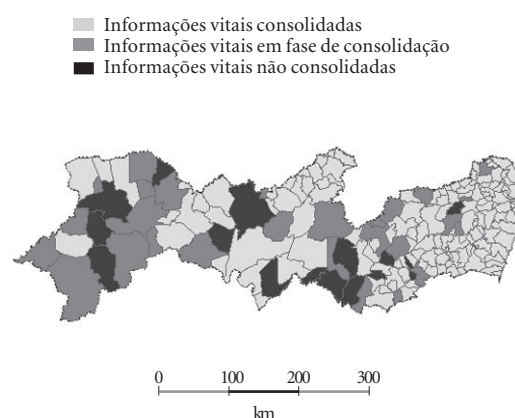 Informações vitais consolidadas
Informações vitais em fase de consolidação
Informações vitais não consolidadas
0 100 200 300
km